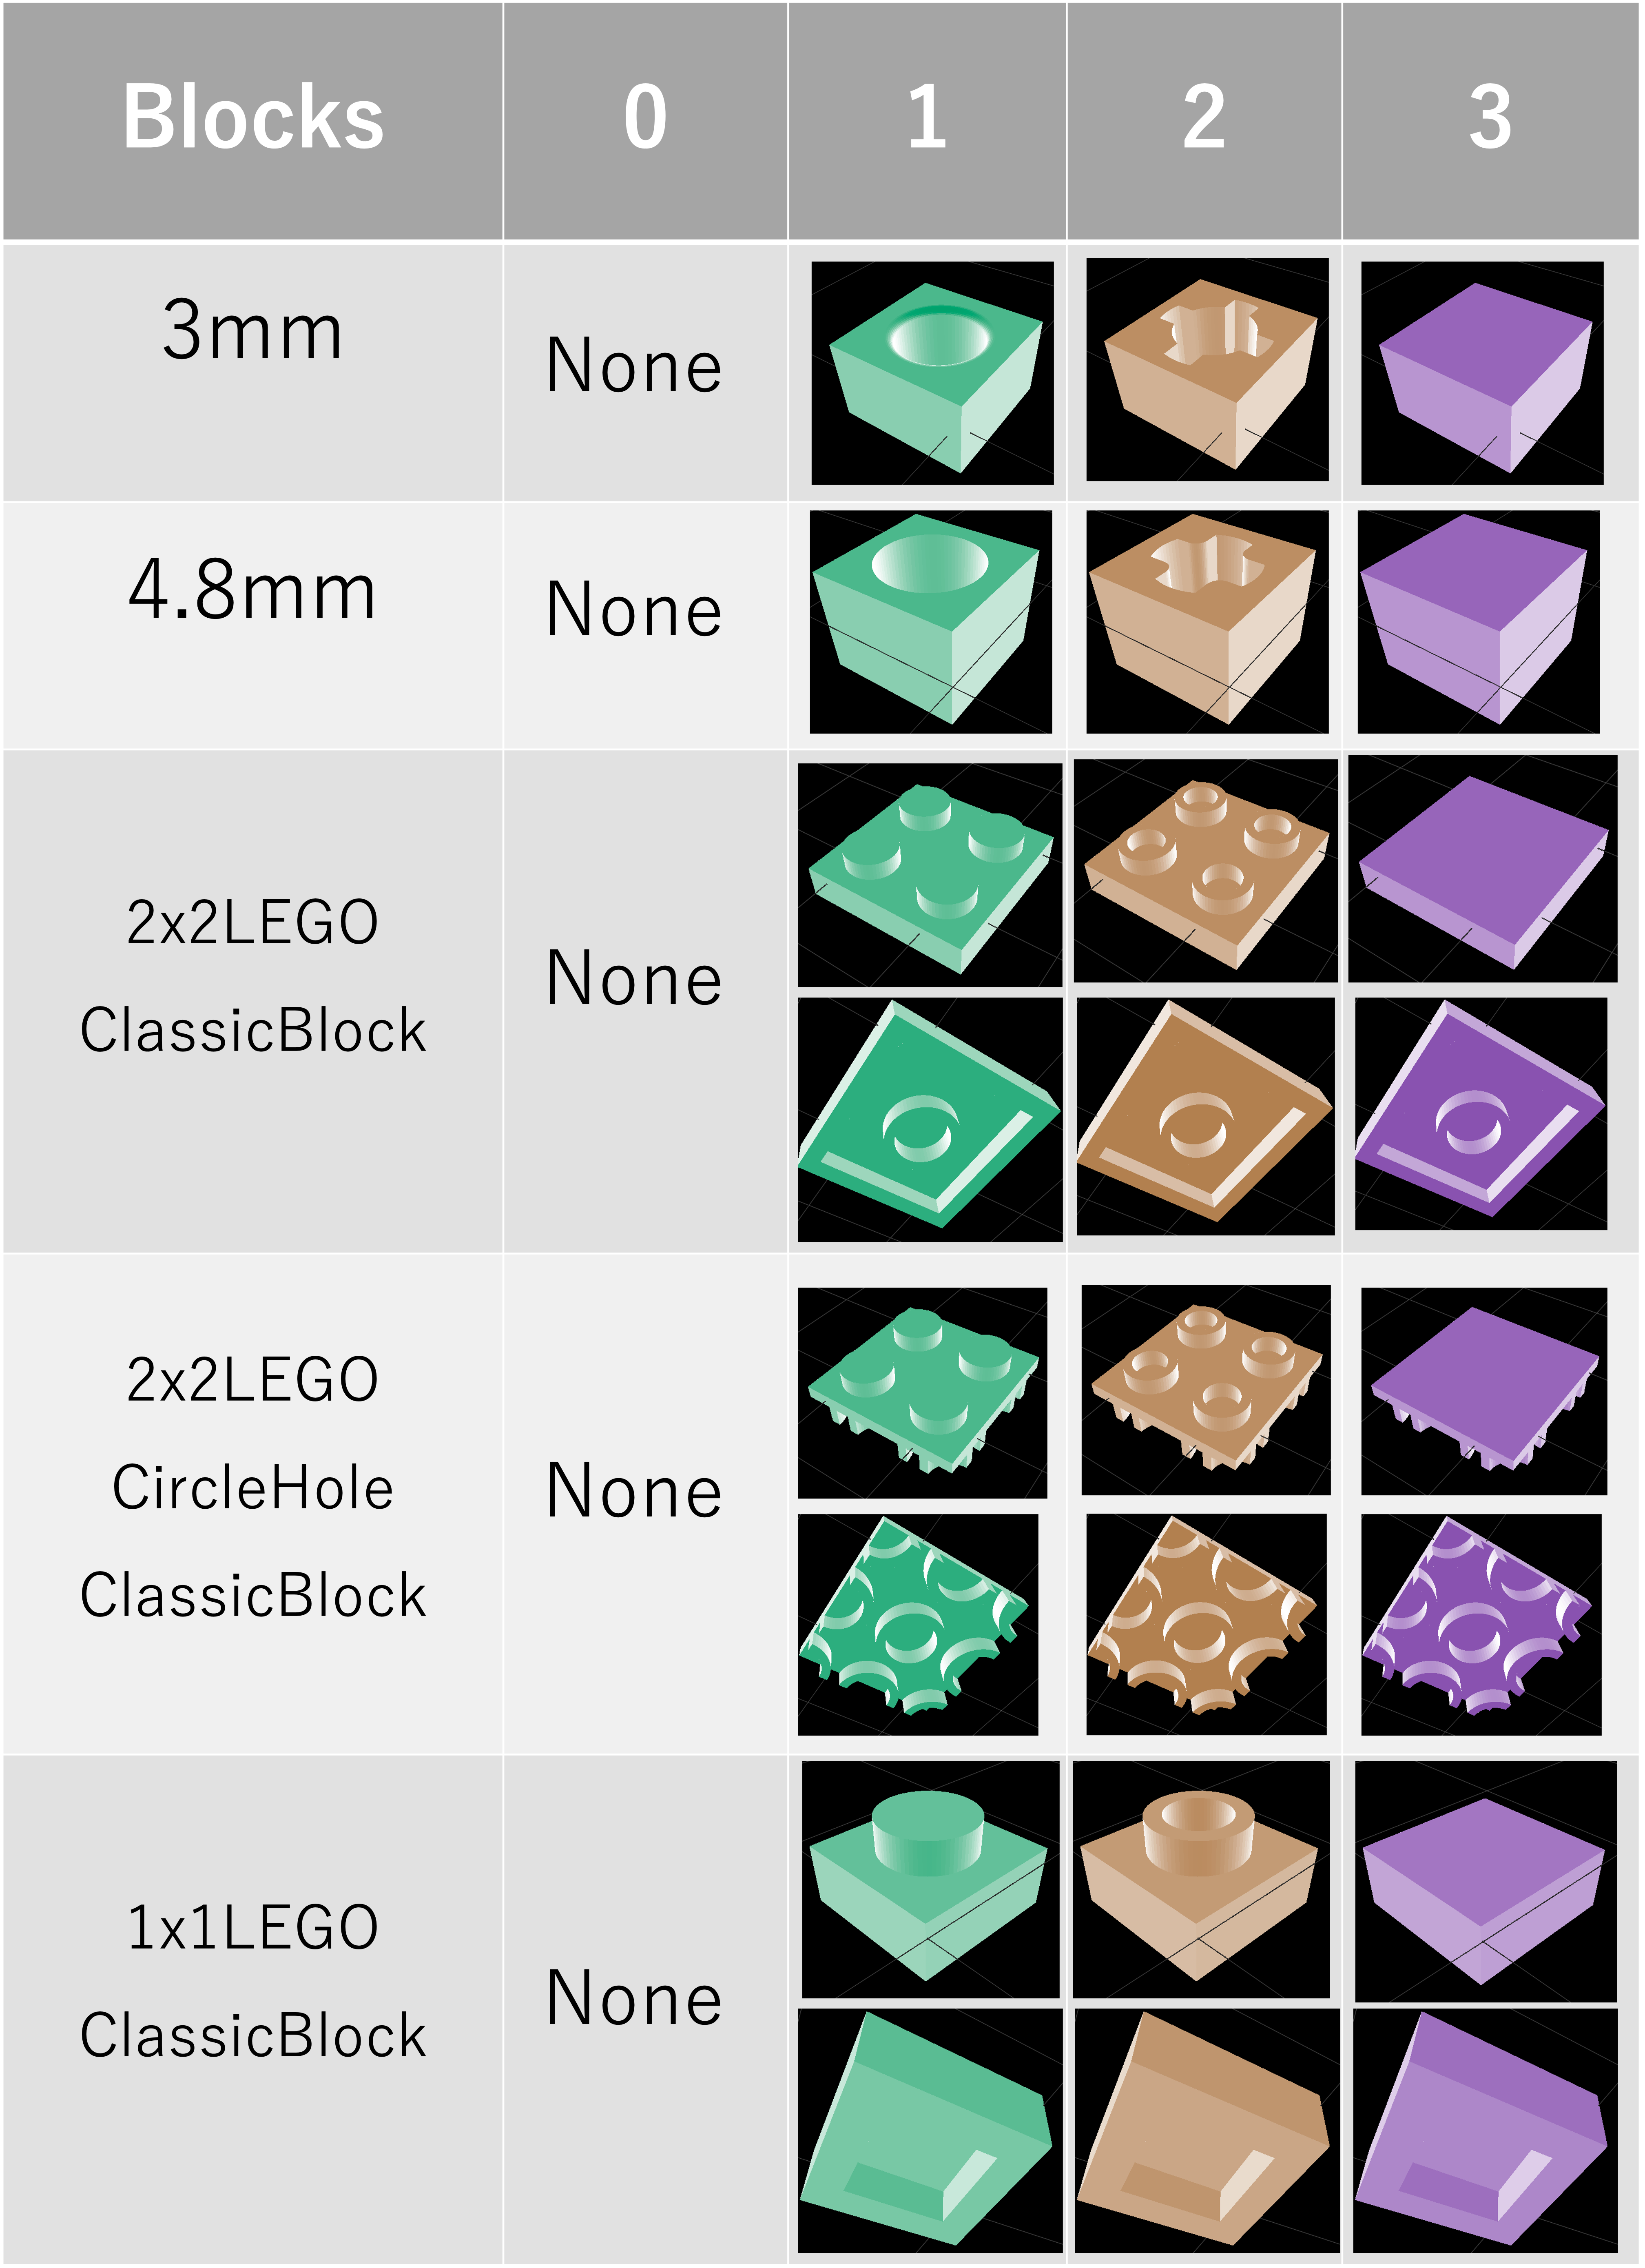 Blocks 0 1 2 3
3mm None
4.8mm None
2x2LEGO
ClassicBlock
None
2x2LEGO
CircleHole
ClassicBlock
None
1x1LEGO
ClassicBlock
None